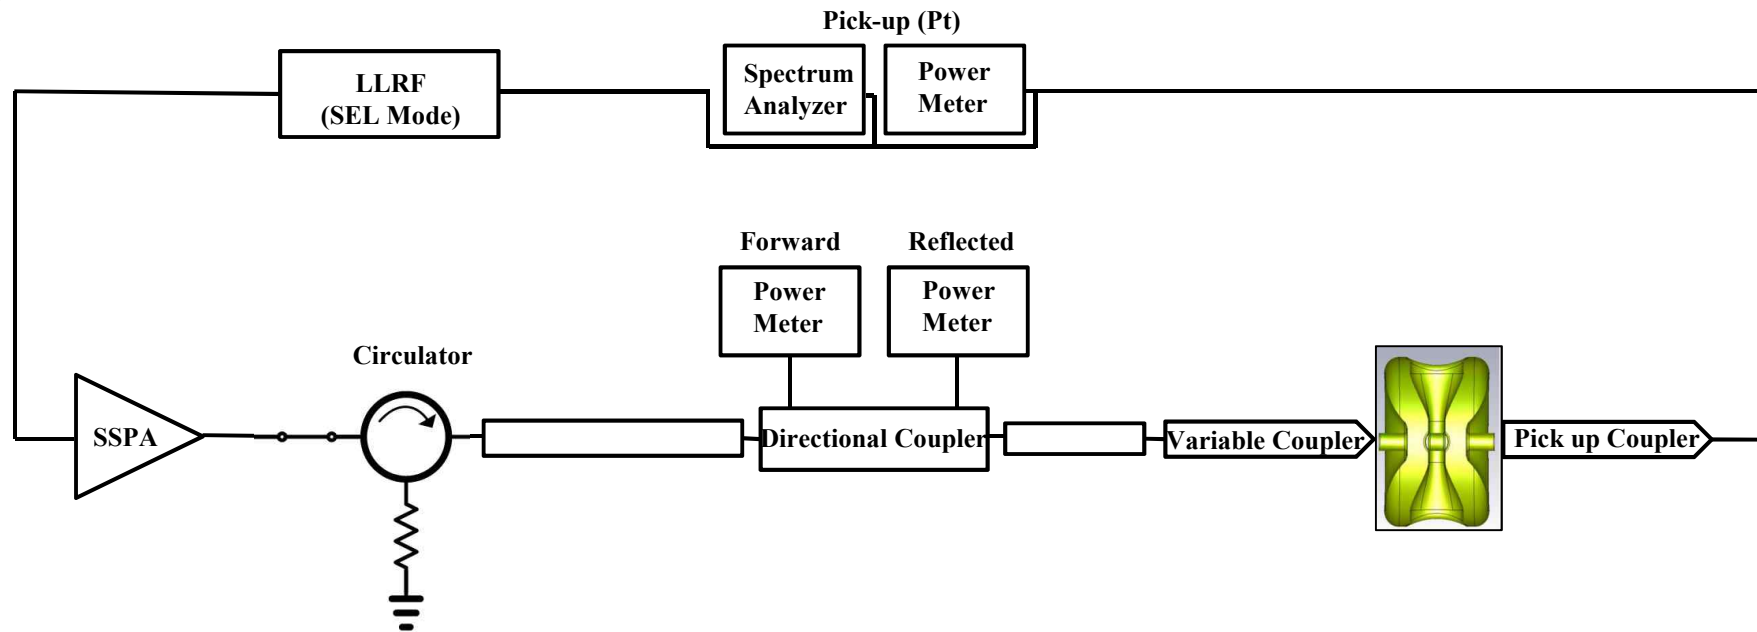 Pick-up (Pt)
LLRF
(SEL Mode)
Spectrum
Analyzer
Power
Meter
Forward
Reflected
Power
Meter
Power
Meter
Circulator
SSPA
Directional Coupler
Variable Coupler
Pick up Coupler